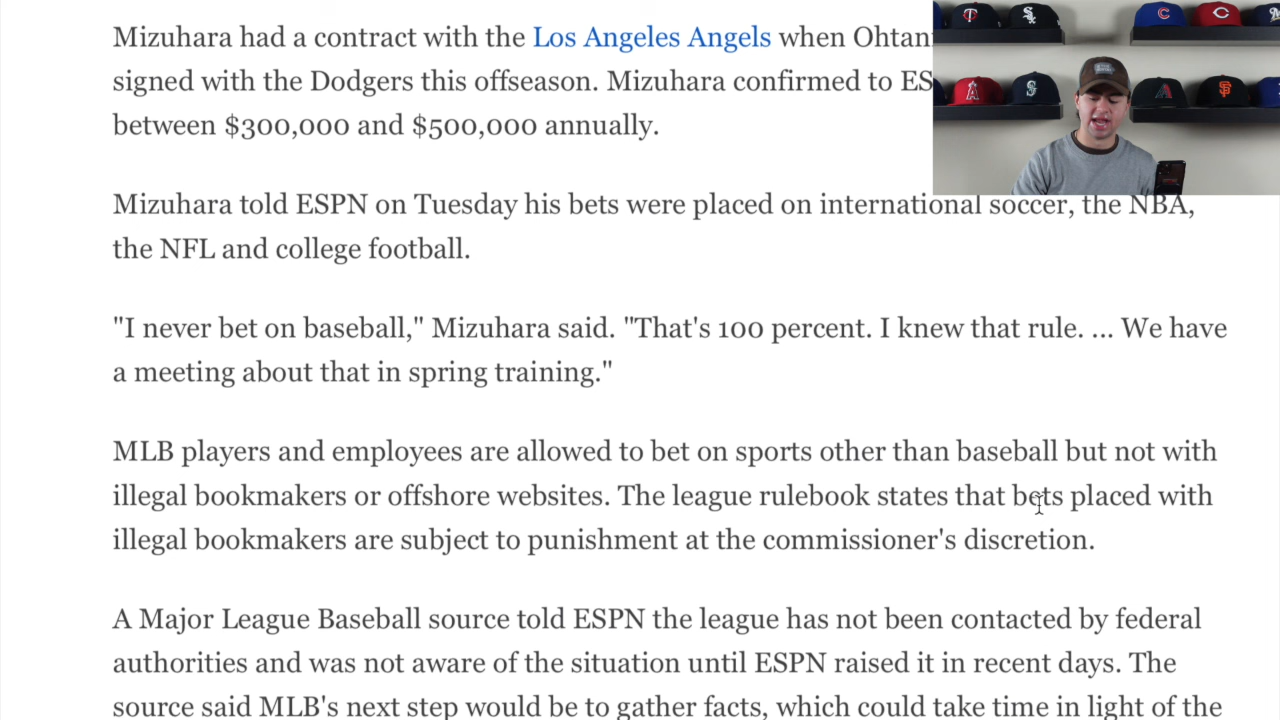 Mizuhara had a contract with the Los Angeles Angels when Ohtan
signed with the Dodgers this offseason. Mizuhara confirmed to ES
between $300,000 and $500,000 annually.
Mizuhara told ESPN on Tuesday his bets were placed on international soccer, the NBA,
the NFL and college football.
"I never bet on baseball," Mizuhara said. "That's 100 percent. I knew that rule. ... We have
a meeting about that in spring training."
MLB players and employees are allowed to bet on sports other than baseball but not with
illegal bookmakers or offshore websites. The league rulebook states that bets placed with
illegal bookmakers are subject to punishment at the commissioner's discretion.
A Major League Baseball source told ESPN the league has not been contacted by federal
authorities and was not aware of the situation until ESPN raised it in recent days. The
source said MLB's next step would be to gather facts, which could take time in light of the